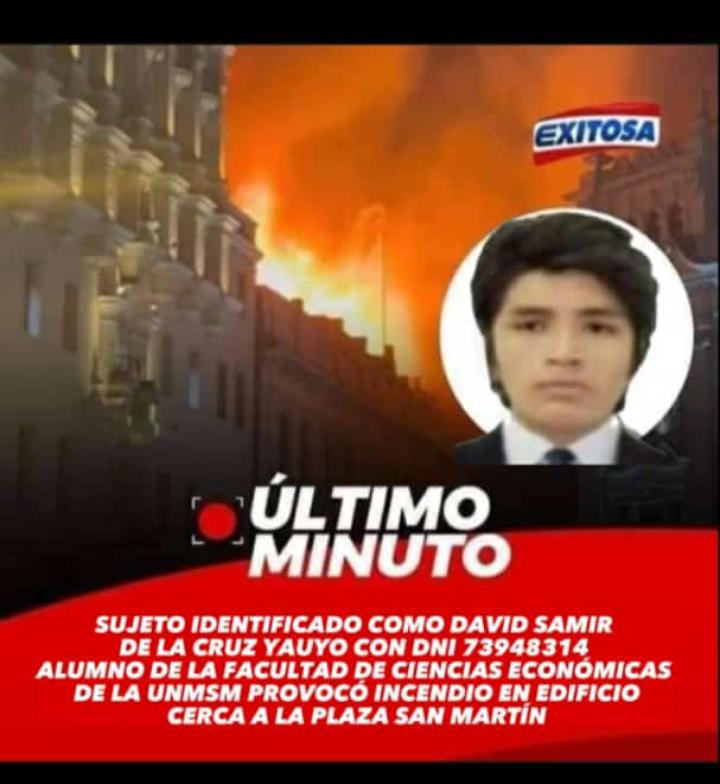 EXITOSA
ÚLTIMO
MINUTO
SUJETO IDENTIFICADO COMO DAVID SAMIR
DE LA CRUZ YAUYO CON DNI 73948314
ALUMNO DE LA FACULTAD DE CIENCIAS ECONÓMICAS
DE LA UNMSM PROVOCÓ INCENDIO EN EDIFICIO
CERCA A LA PLAZA SAN MARTÍN